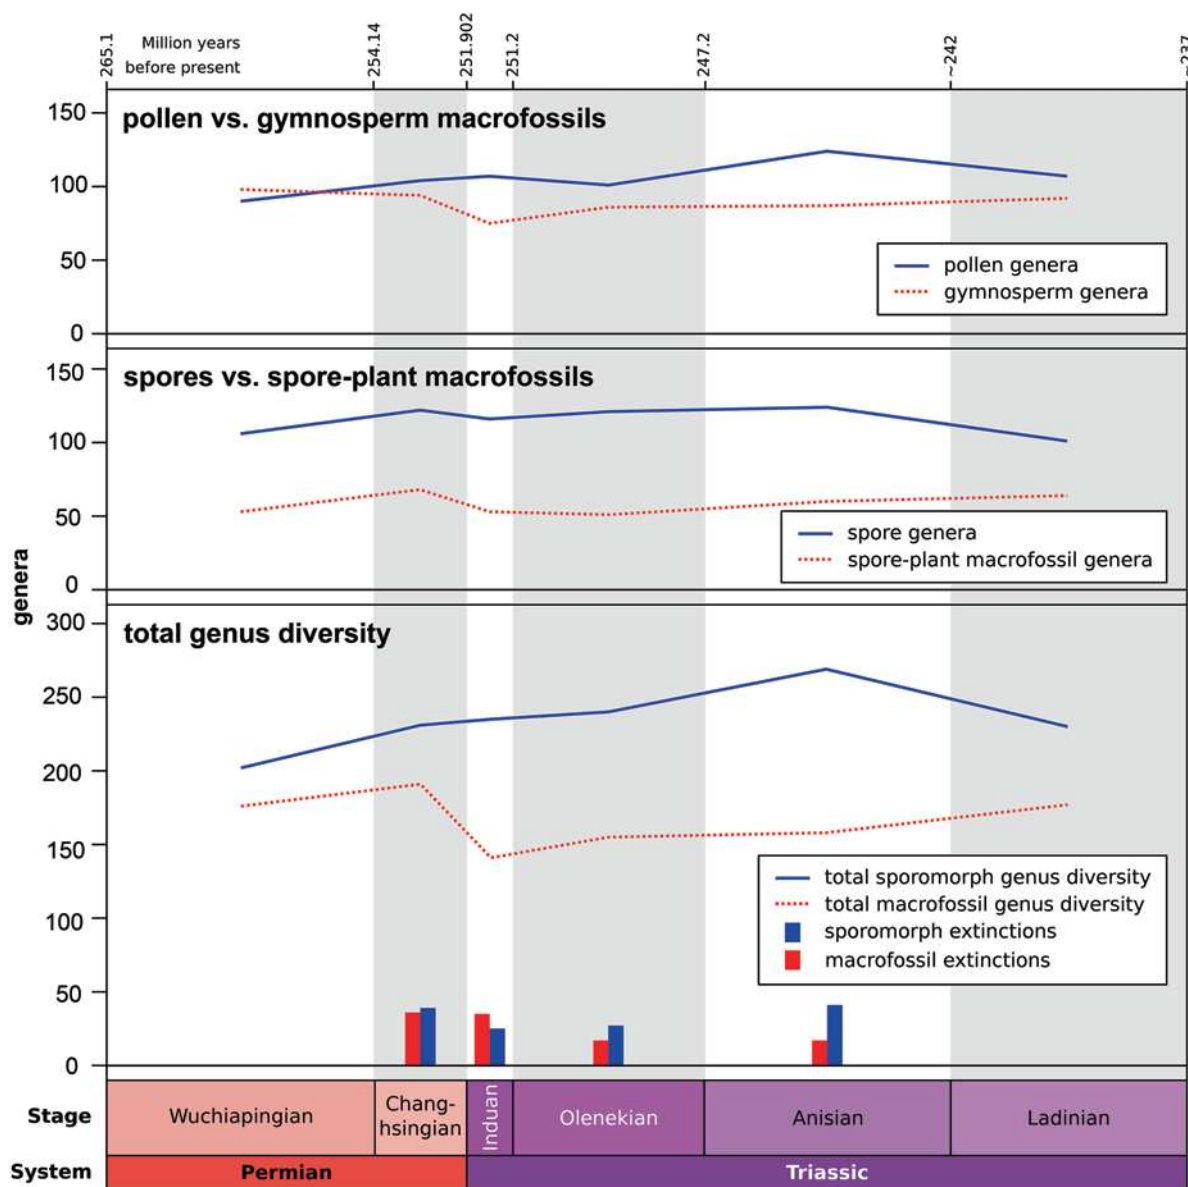 265.1
Million years
before present
254.14
251.902
251.2
247.2
~242
~237
pollen vs. gymnosperm macrofossils
150
100
50
0
pollen genera
gymnosperm genera
spores vs. spore-plant macrofossils
150
100
50
0
spore genera
spore-plant macrofossil genera
genera
total genus diversity
300
250
200
150
100
50
0
total sporomorph genus diversity
total macrofossil genus diversity
sporomorph extinctions
macrofossil extinctions
Stage
Wuchiapingian
Chang-
hsingian
Induan
Olenekian
Anisian
Ladinian
System
Permian
Triassic